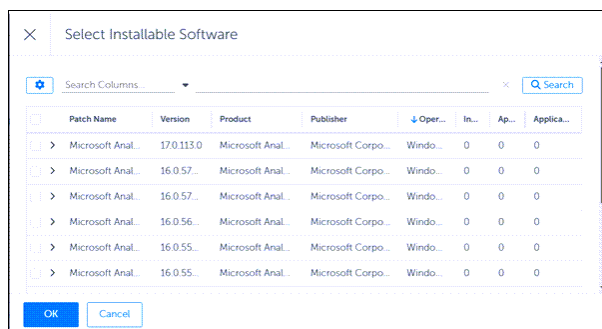 Select Installable Software
Search Columns... Search
Patch Name Version Product Publisher Oper... In... Ap... Applica...
Microsoft Anal... 17.0.113.0 Microsoft Anal... Microsoft Corpo... Windo... 0 0 0
Microsoft Anal... 16.0.57... Microsoft Anal... Microsoft Corpo... Windo... 0 0 0
Microsoft Anal... 16.0.57... Microsoft Anal... Microsoft Corpo... Windo... 0 0 0
Microsoft Anal... 16.0.56... Microsoft Anal... Microsoft Corpo... Windo... 0 0 0
Microsoft Anal... 16.0.55... Microsoft Anal... Microsoft Corpo... Windo... 0 0 0
Microsoft Anal... 16.0.55... Microsoft Anal... Microsoft Corpo... Windo... 0 0 0
OK Cancel